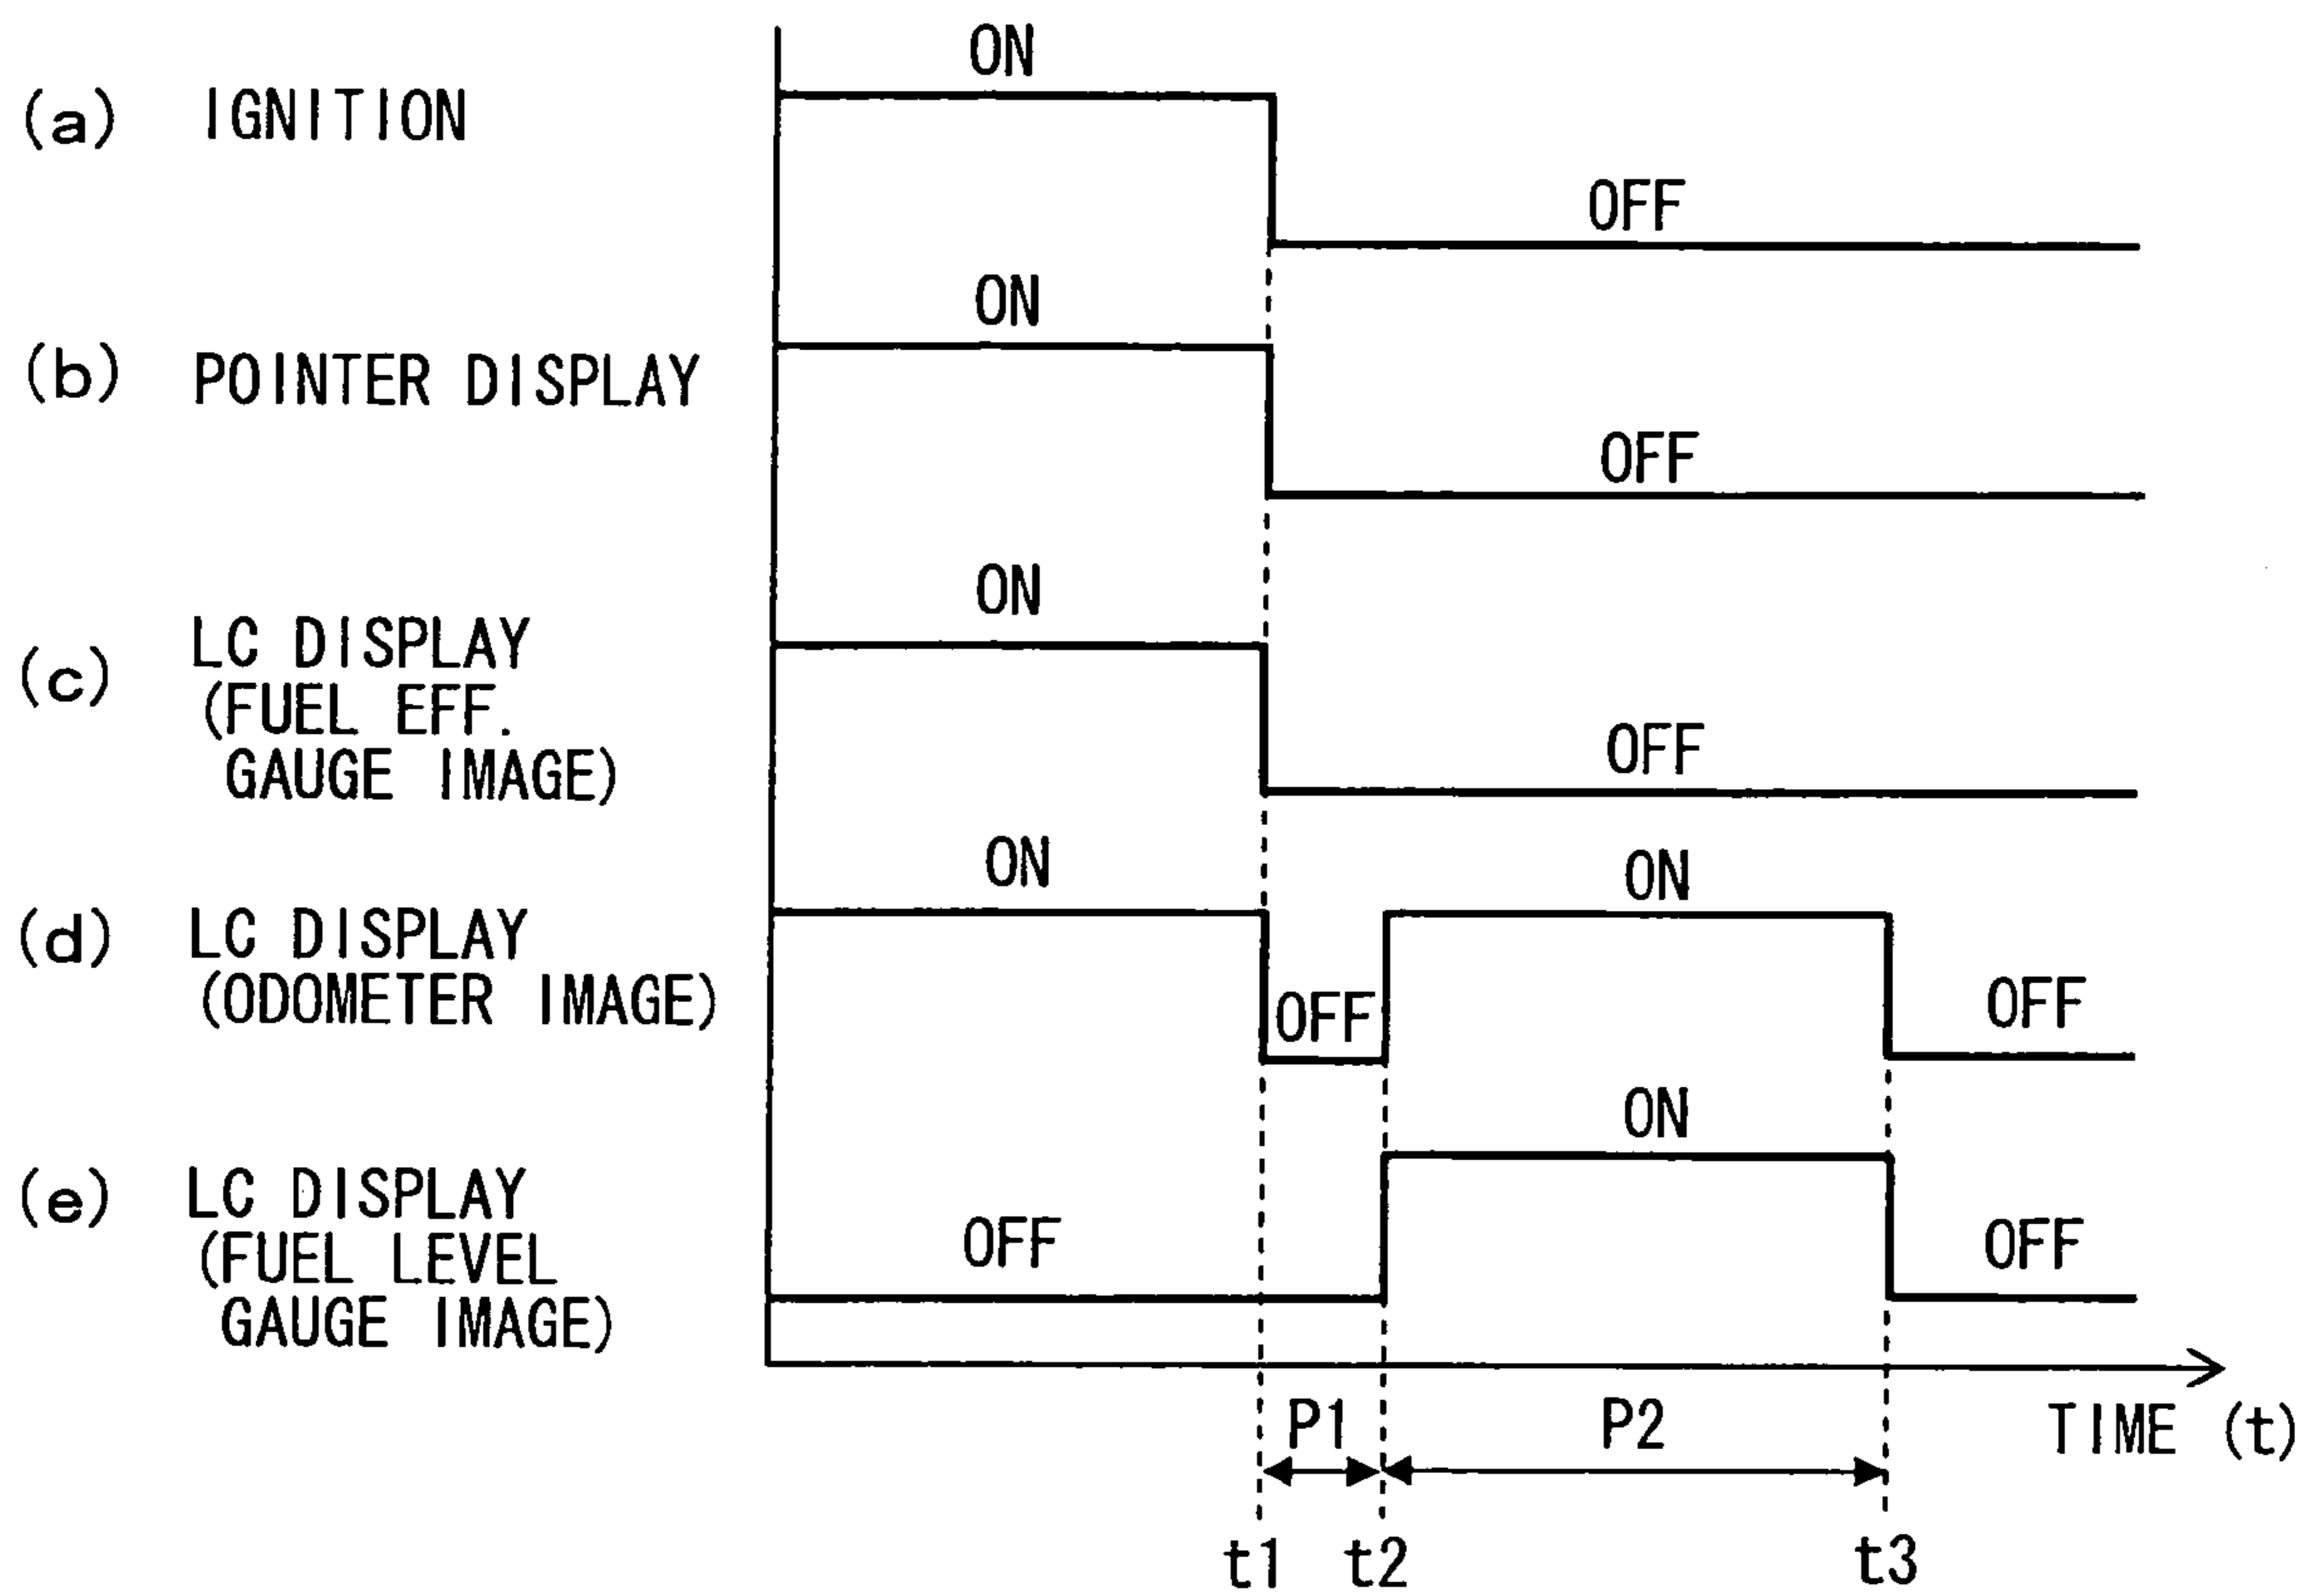 ON
(a) IGNITION
OFF
ON
(b) POINTER DISPLAY
OFF
ON
(c) LC DISPLAY
(FUEL EFF.
GAUGE IMAGE)
OFF
ON
ON
(d) LC DISPLAY
(ODOMETER IMAGE)
OFF
OFF
ON
(e) LC DISPLAY
(FUEL LEVEL
GAUGE IMAGE)
OFF
OFF
P1 P2 TIME (t)
t1 t2 t3